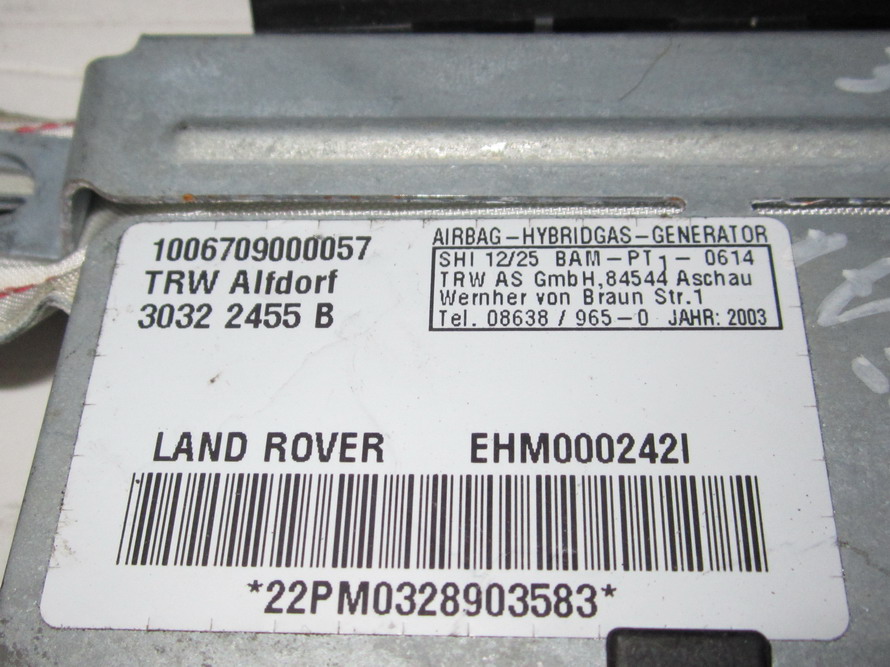 1006709000057
TRW Alfdorf
3032 2455 B
AIRBAG-HYBRIDGAS-GENERATOR
SHI 12/25 BAM-PT1-0614
TRW AS GmbH,84544 Aschau
Wernher von Braun Str.1
Tel. 08638/965-0 JAHR: 2003
LAND ROVER EHM000242I
*22PM0328903583*